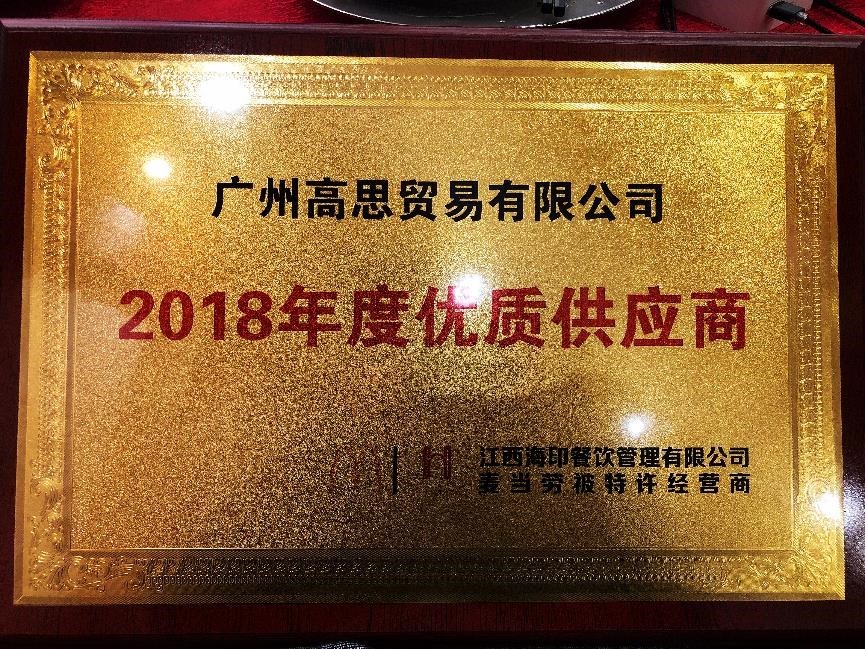 广州高思贸易有限公司
2018年度优质供应商
江西海印餐饮管理有限公司
麦当劳被特许经营商